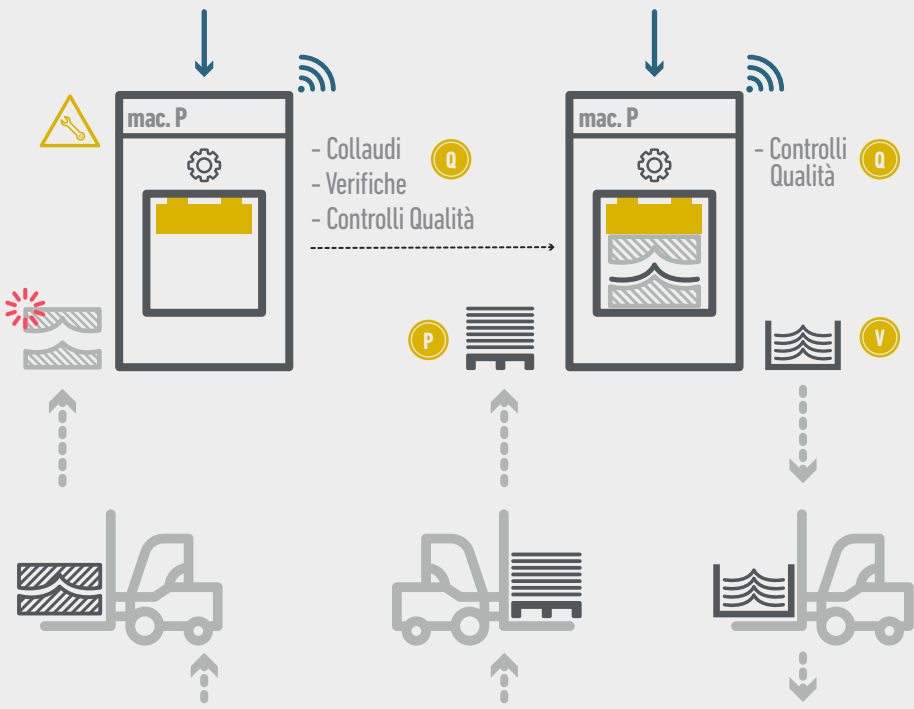 mac. P
- Collaudi
- Verifiche
- Controlli Qualità
Q
mac. P
- Controlli
Qualità
Q
P
V